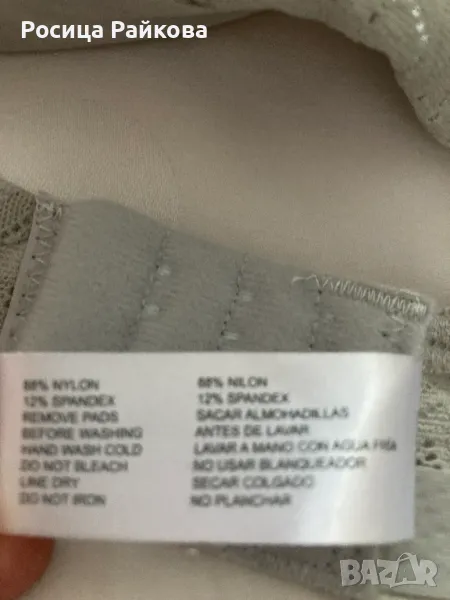 Росица Райкова
88% NYLON
12% SPANDEX
REMOVE PADS
BEFORE WASHING
HAND WASH COLD
DO NOT BLEACH
LINE DRY
DO NOT IRON
88% NILON
12% SPANDEX
SACAR ALMOHADILLAS
ANTES DE LAVAR
LAVAR A MANO CON AGUA FRÍA
NO USAR BLANQUEADOR
SECAR COLGADO
NO PLANCHAR
BAZAR